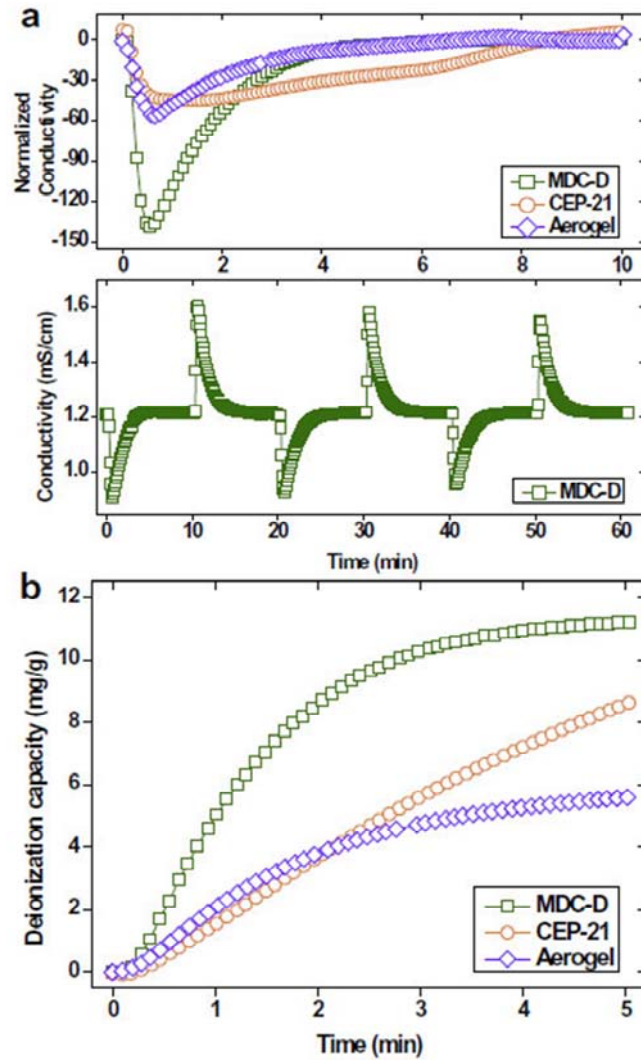 a
0
-30
-60
-90
-120
-150
Normalized
Conductivity
MDC-D
CEP-21
Aerogel
0 2 4 6 8 10
1.6
1.4
1.2
1.0
Conductivity (mS/cm)
MDC-D
0 10 20 30 40 50 60
Time (min)
b
12
10
8
6
4
2
0
Deionization capacity (mg/g)
MDC-D
CEP-21
Aerogel
0 1 2 3 4 5
Time (min)